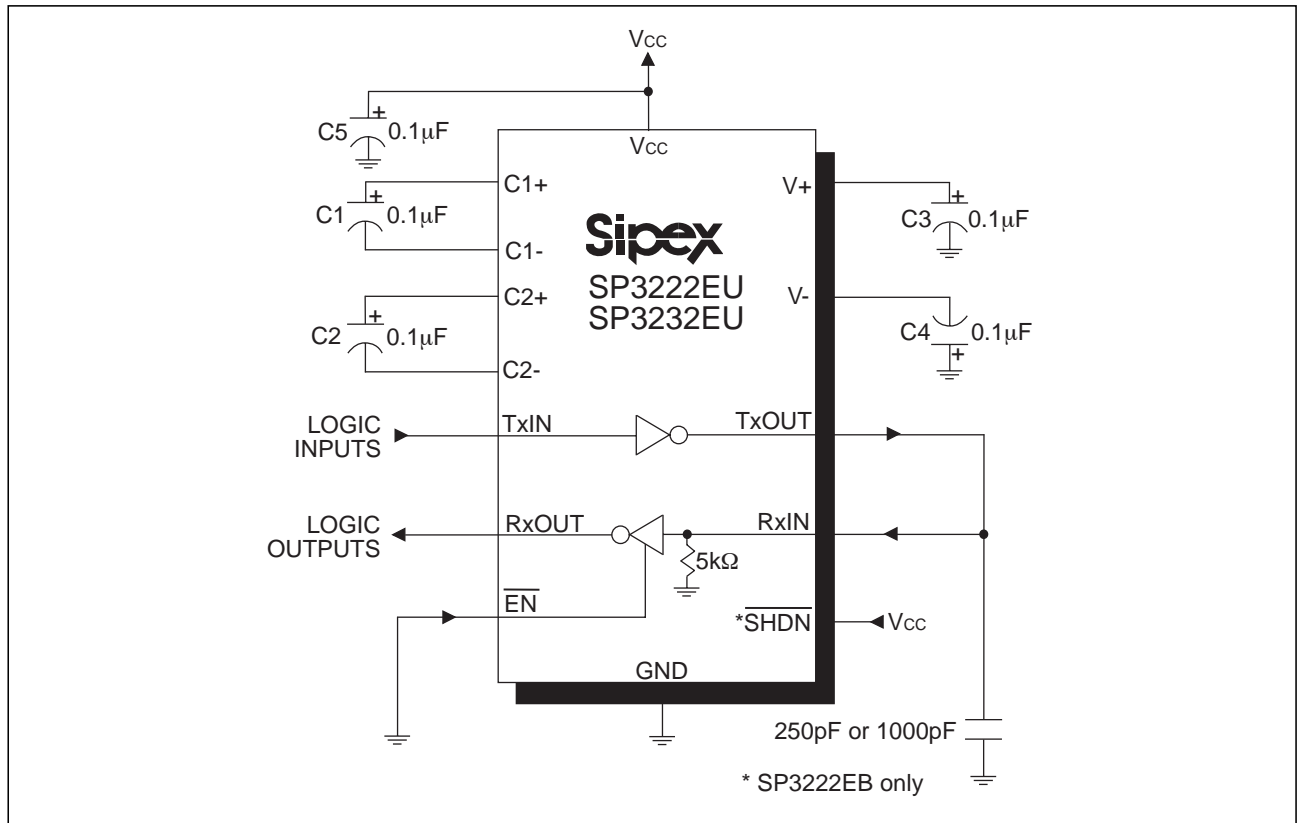 VCC
C5
+
0.1µF
VCC
C1+
C1
+
0.1µF
C1-
C2+
C2
+
0.1µF
C2-
V+
C3
+
0.1µF
V-
C4
0.1µF
+
Sipex
SP3222EU
SP3232EU
LOGIC
INPUTS
TxIN
TxOUT
LOGIC
OUTPUTS
RxOUT
RxIN
5kΩ
EN
*SHDN
VCC
GND
250pF or 1000pF
* SP3222EB only